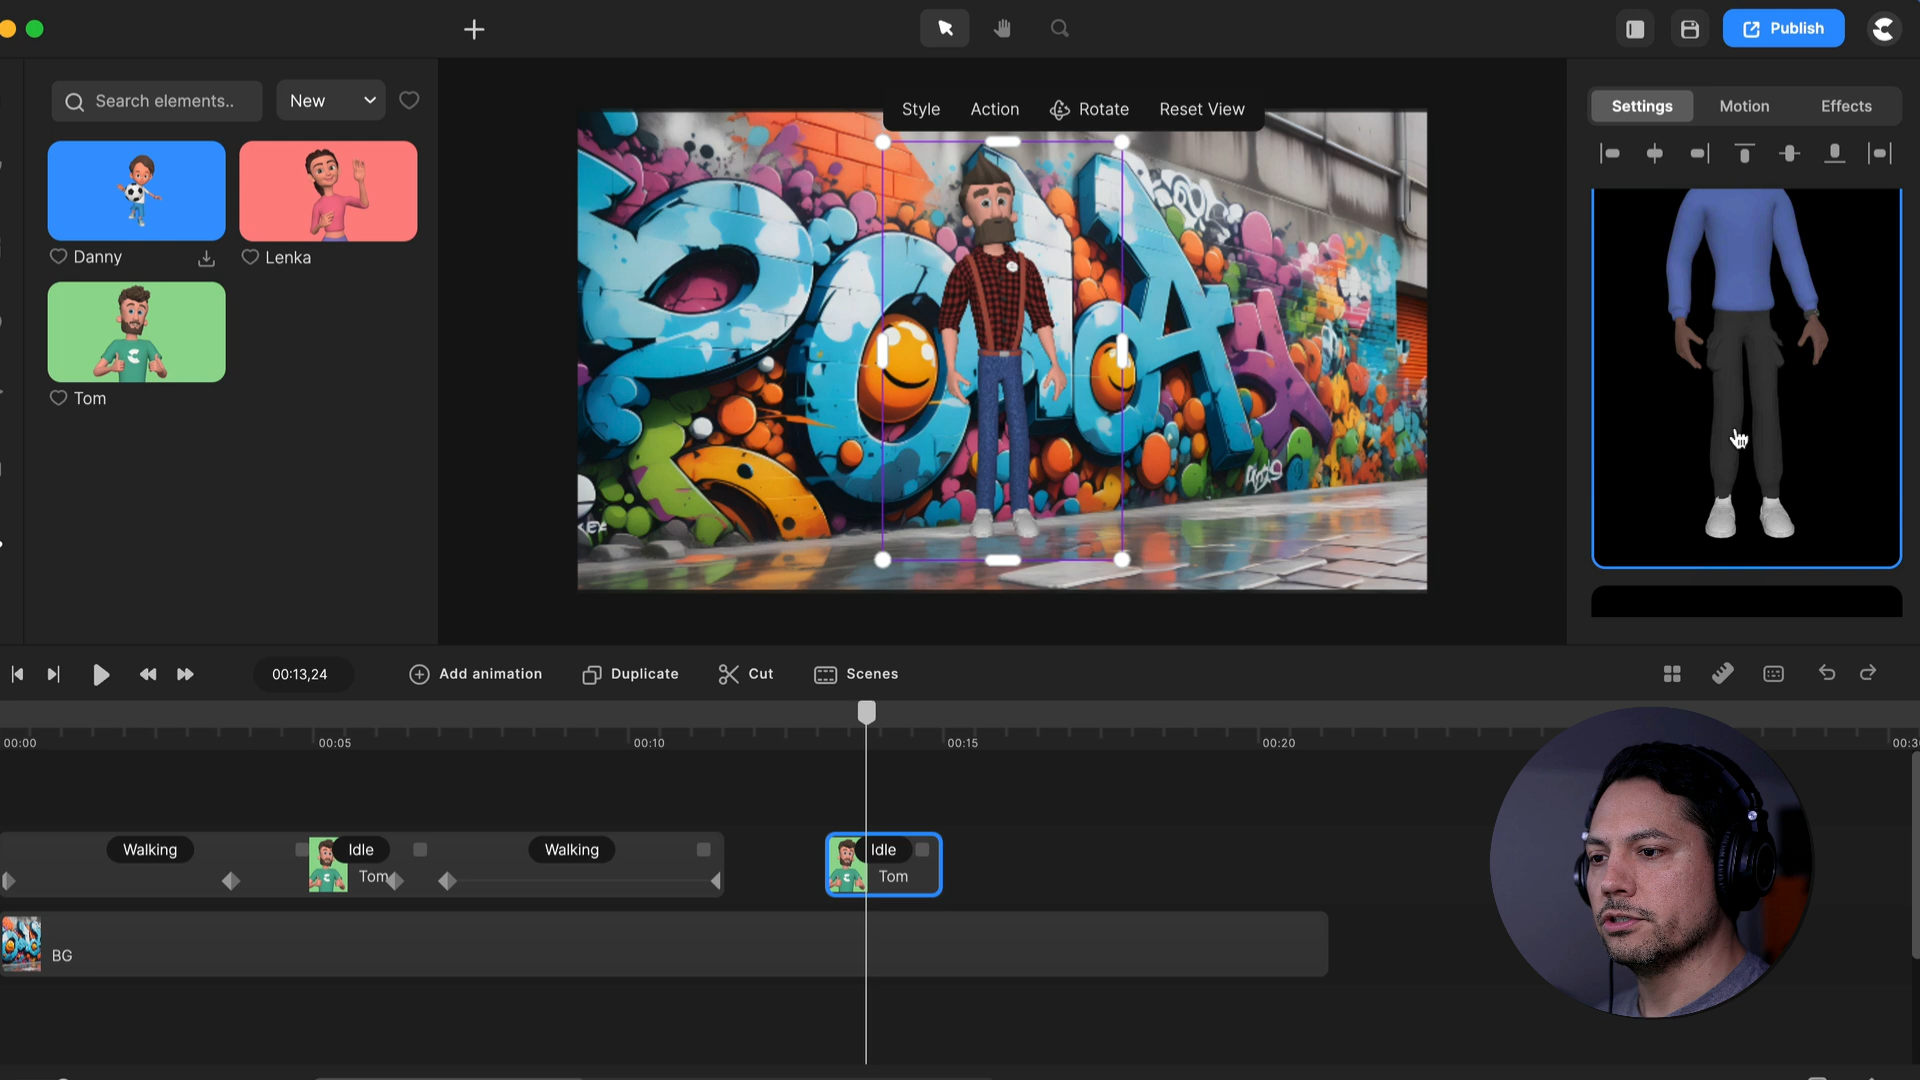 Publish
Search elements..
New
Style
Action
Rotate
Reset View
Settings
Motion
Effects
Danny
Lenka
Tom
00:13,24
Add animation
Duplicate
Cut
Scenes
00:00
00:05
00:10
00:15
00:20
Walking
Idle
Walking
Idle
Tom
Tom
BG